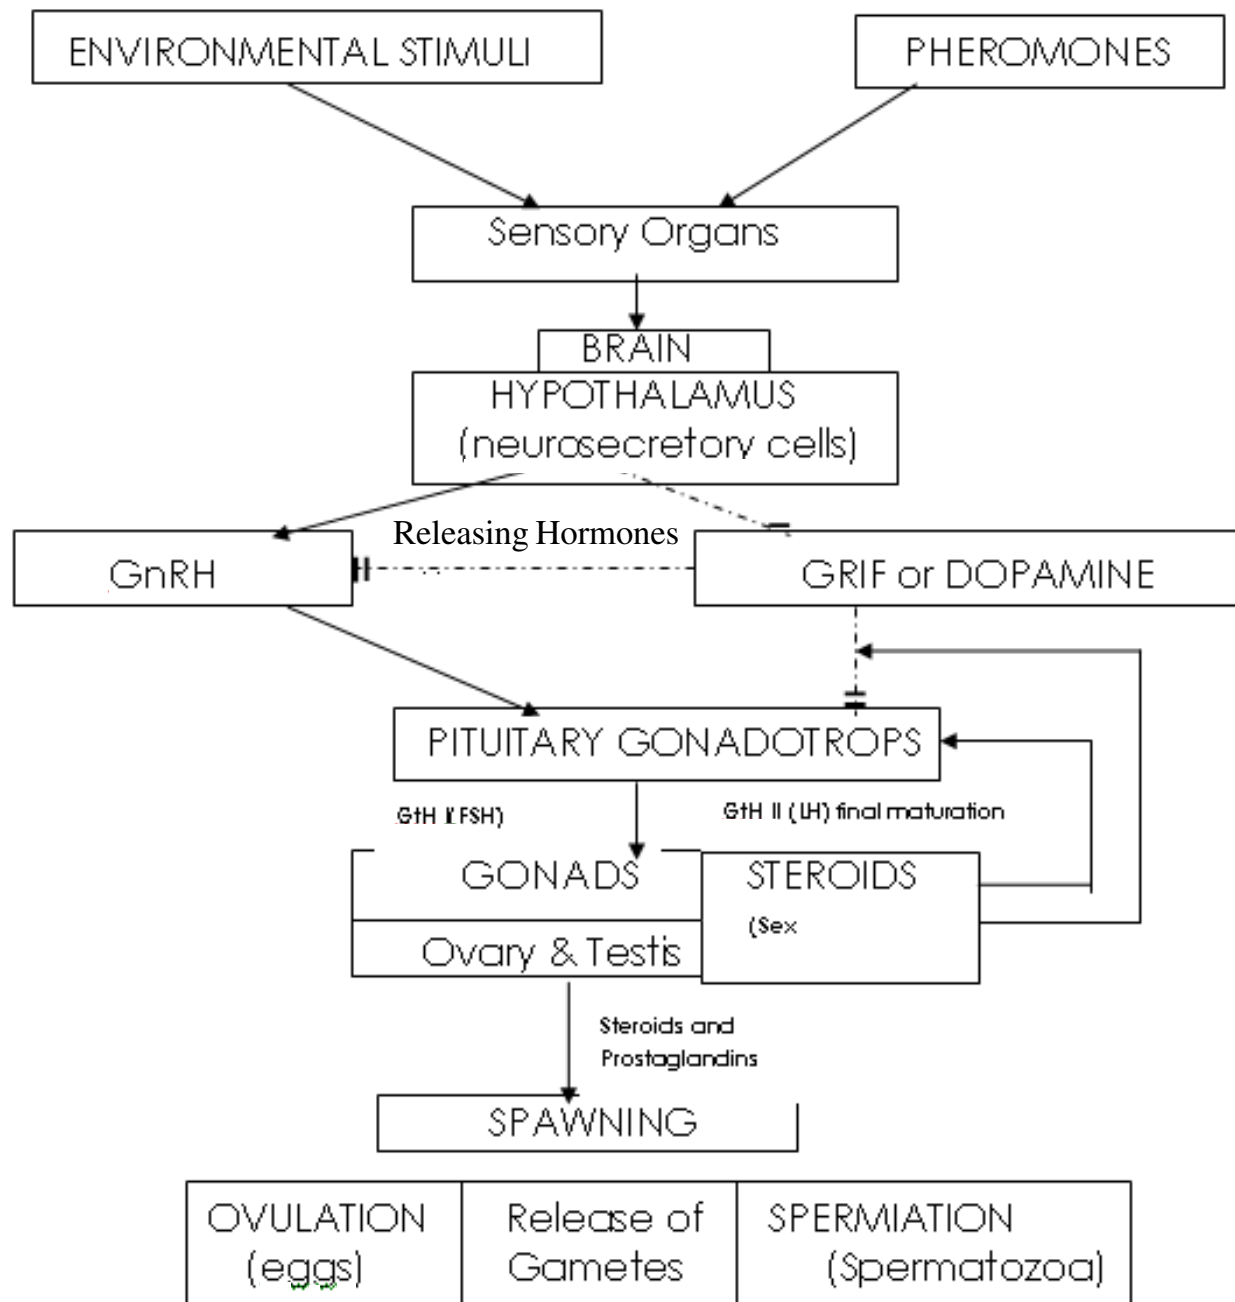 ENVIRONMENTAL STIMULI
PHEROMONES
Sensory Organs
BRAIN
HYPOTHALAMUS
(neurosecretory cells)
Releasing Hormones
GnRH
GRIF or DOPAMINE
PITUITARY GONADOTROPS
GtH I(FSH)
GtH II (LH) final maturation
GONADS
STEROIDS
(Sex
Ovary & Testis
Steroids and
Prostaglandins
SPAWNING
OVULATION
(eggs)
Release of
Gametes
SPERMIATION
(Spermatozoa)